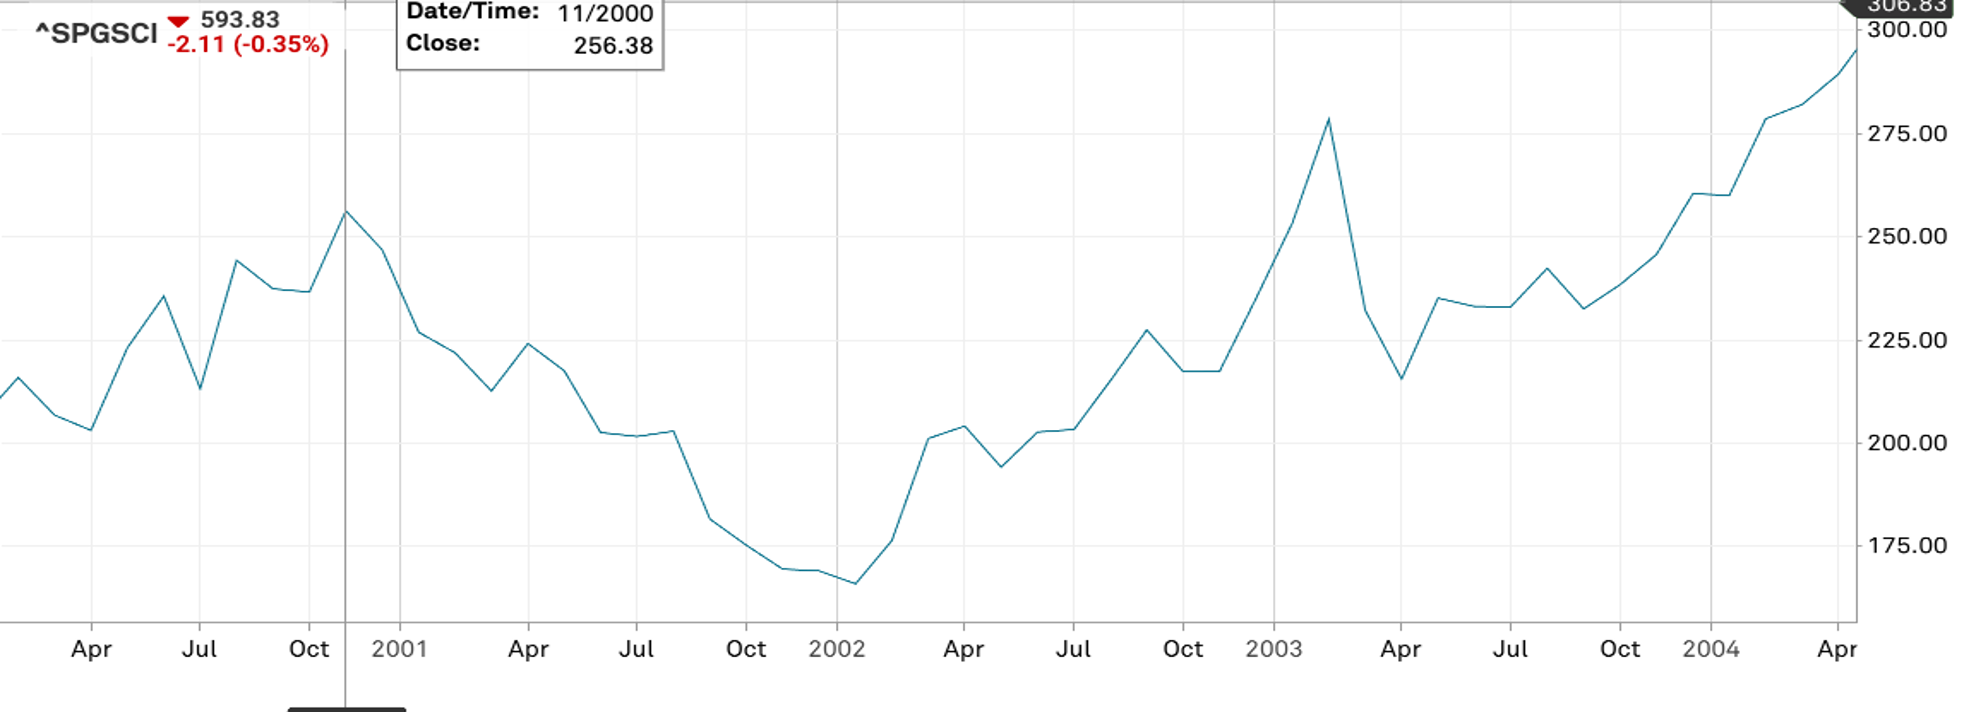 ^SPGSCI 593.83
-2.11 (-0.35%)
Date/Time: 11/2000
Close: 256.38
306.83
300.00
275.00
250.00
225.00
200.00
175.00
Apr Jul Oct 2001 Apr Jul Oct 2002 Apr Jul Oct 2003 Apr Jul Oct 2004 Apr